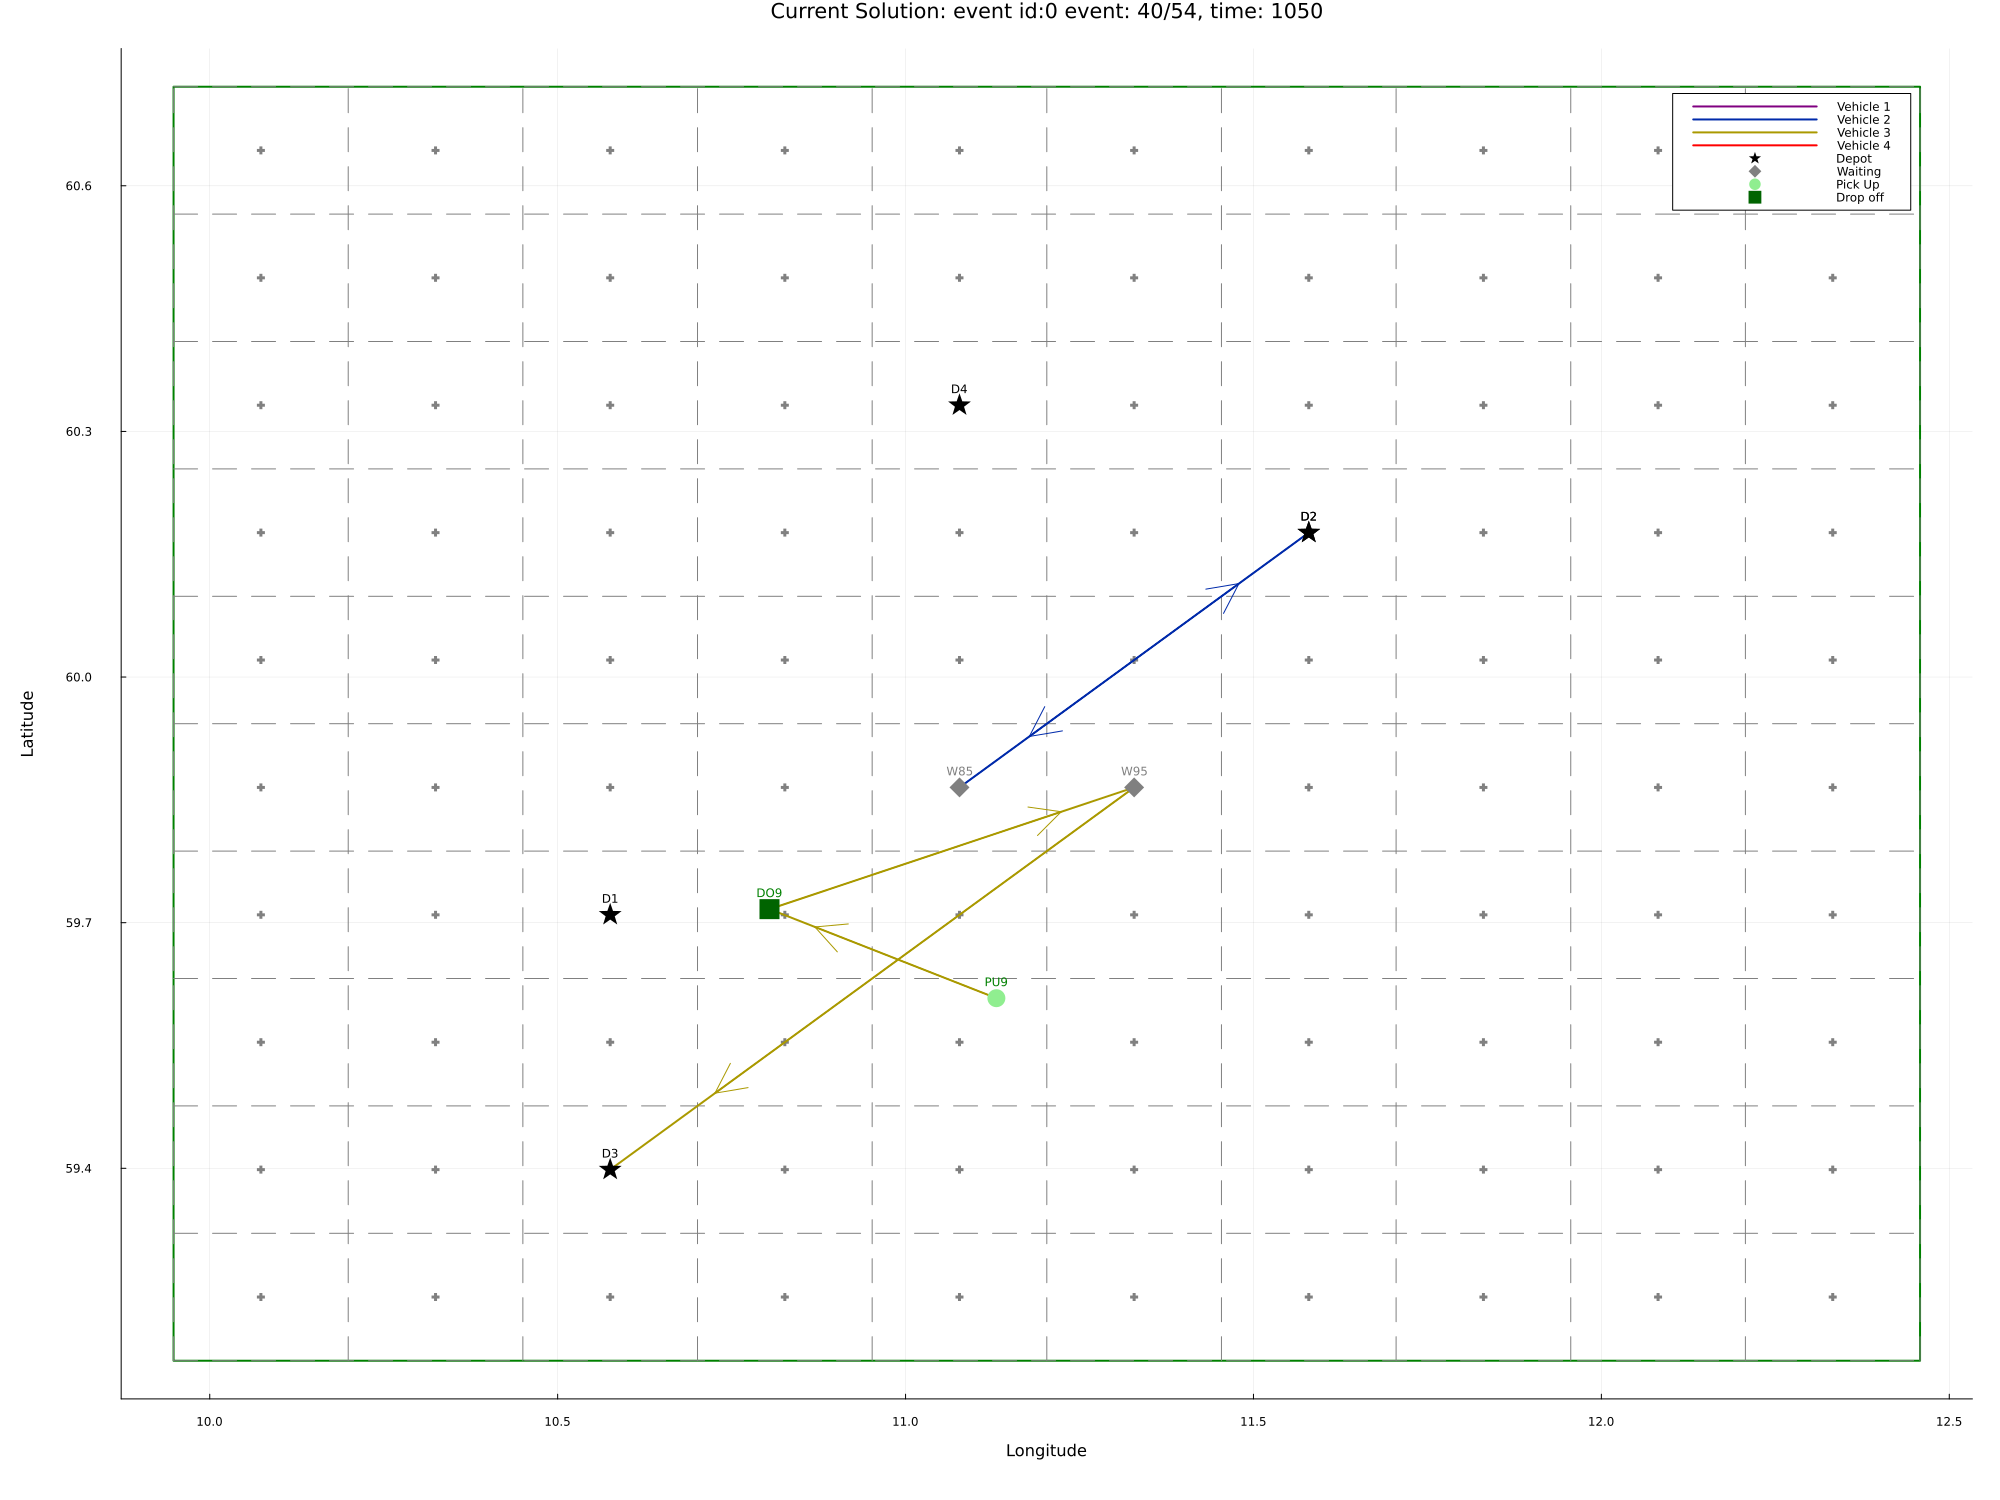 Current Solution: event id:0 event: 40/54, time: 1050
Vehicle 1
Vehicle 2
Vehicle 3
Vehicle 4
Depot
Waiting
Pick Up
Drop off
60.6
D4
60.3
D2
60.0
Latitude
W85
W95
DO9
D1
59.7
PU9
D3
59.4
10.0
10.5
11.0
11.5
12.0
12.5
Longitude